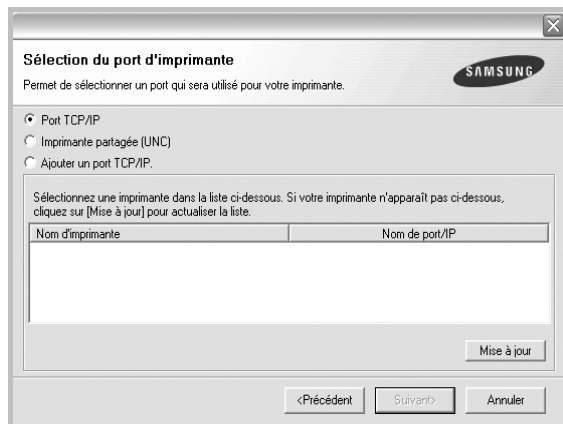 Sélection du port d'imprimante
Permet de sélectionner un port qui sera utilisé pour votre imprimante.
SAMSUNG
Port TCP/IP
Imprimante partagée (UNC)
Ajouter un port TCP/IP.
Sélectionnez une imprimante dans la liste ci-dessous. Si votre imprimante n'apparaît pas ci-dessous,
cliquez sur [Mise à jour] pour actualiser la liste.
Nom d'imprimante Nom de port/IP
Mise à jour
<Précédent Suivant> Annuler